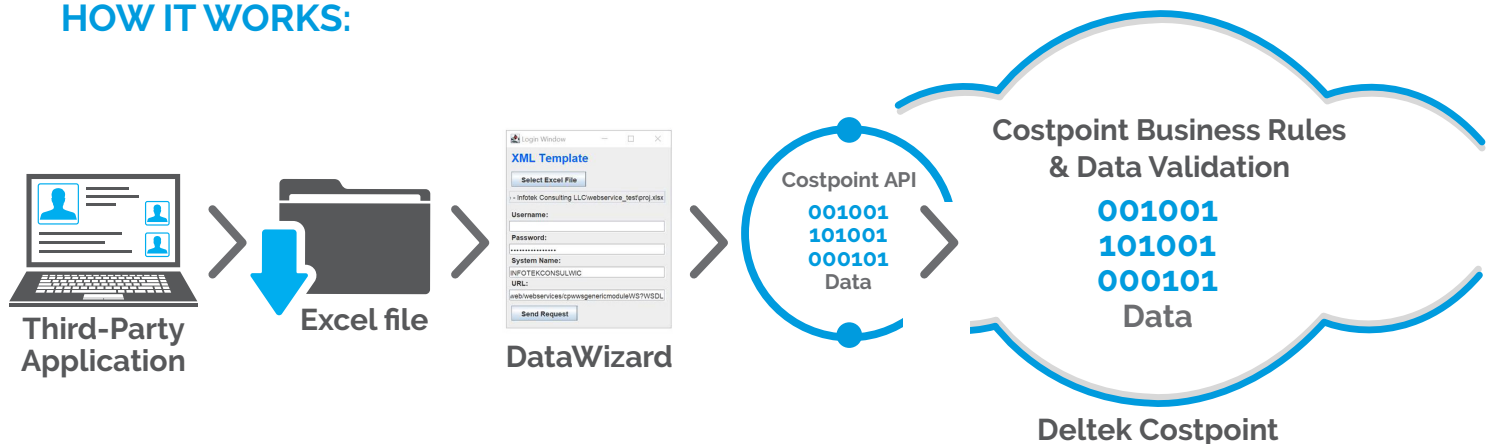 HOW IT WORKS:
Third-Party
Application
Excel file
Login Window
XML Template
Select Excel File
- Infotek Consulting LLC\webservice_test\proj.xlsx
Username:
Password:
****************
System Name:
INFOTEKCONSULWIC
URL:
web/webservices/cpwwsgenericmoduleWS?WSDL
Send Request
DataWizard
Costpoint API
001001
101001
000101
Data
Costpoint Business Rules
& Data Validation
001001
101001
000101
Data
Deltek Costpoint